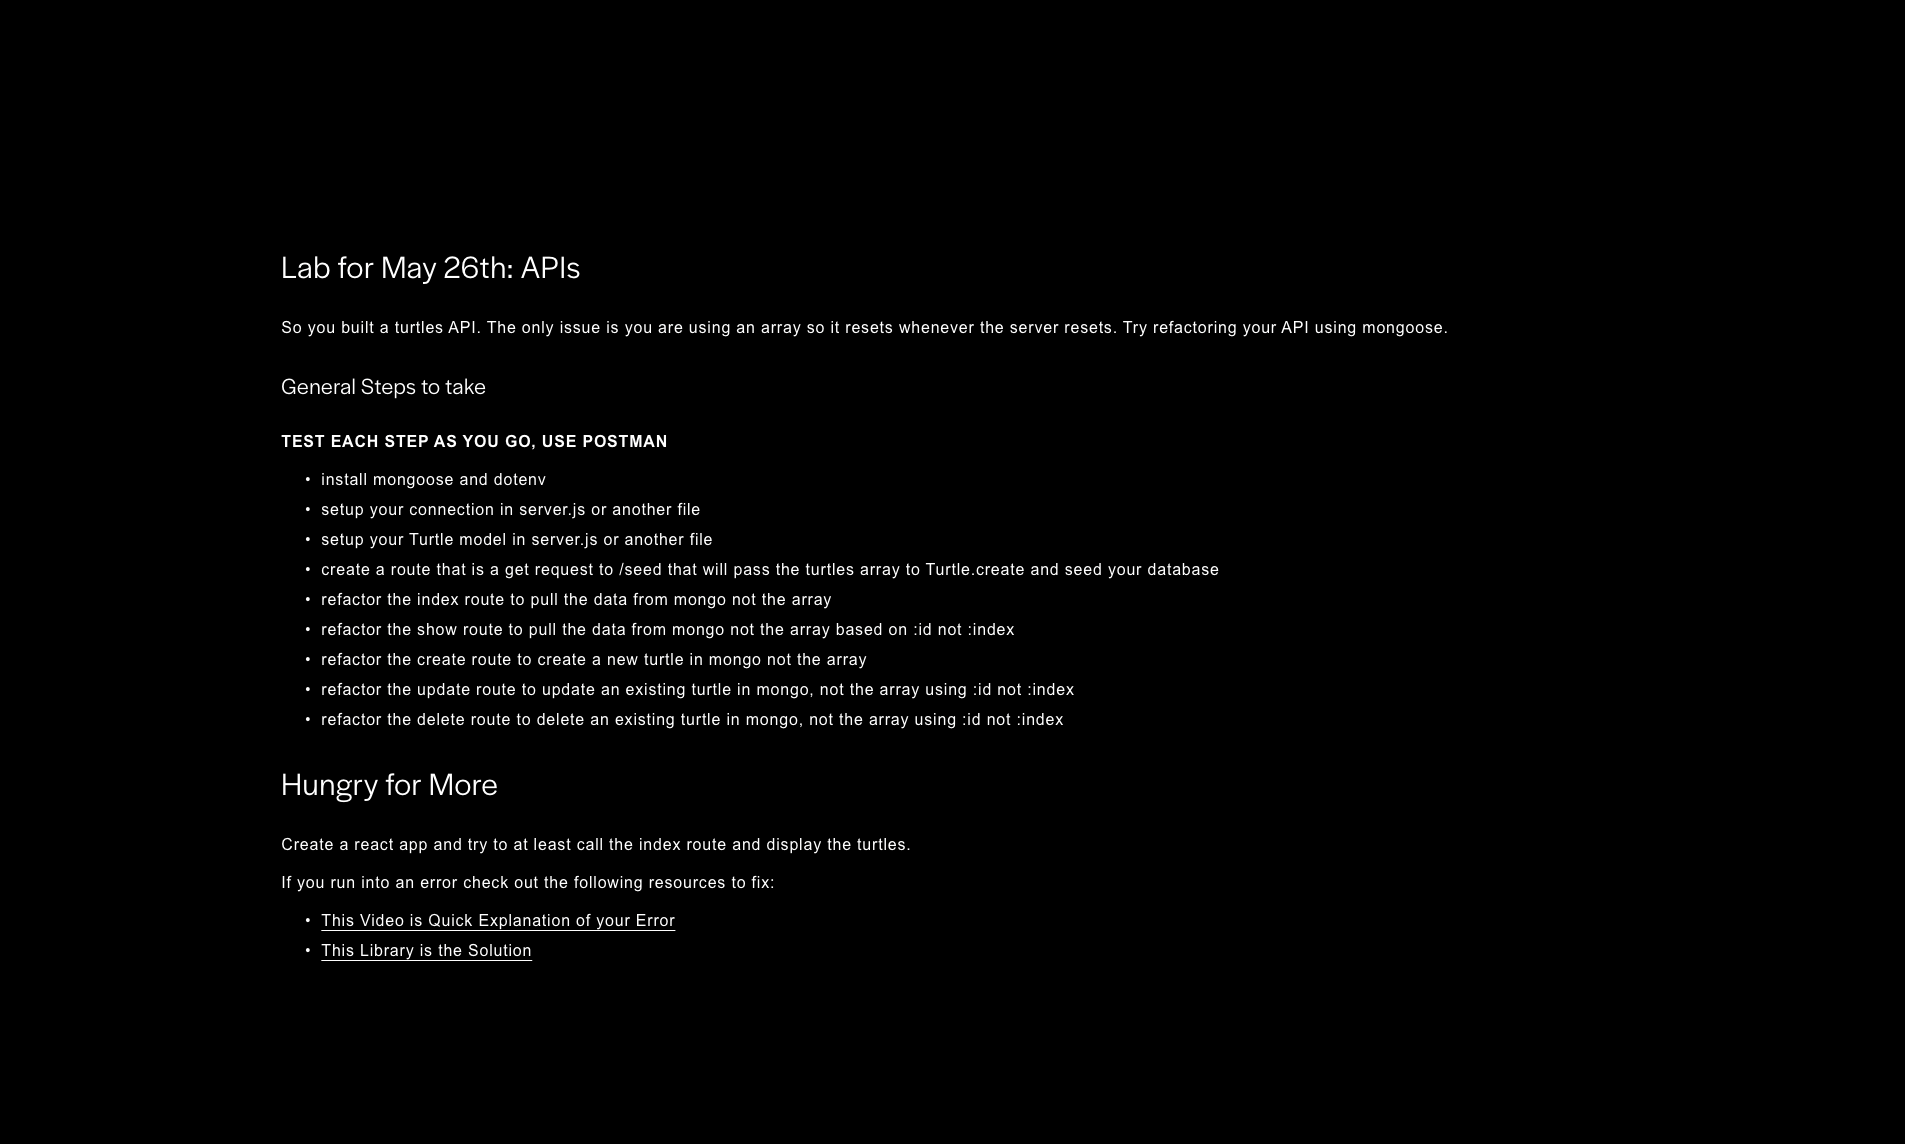 Lab for May 26th: APIs
So you built a turtles API. The only issue is you are using an array so it resets whenever the server resets. Try refactoring your API using mongoose.
General Steps to take
TEST EACH STEP AS YOU GO, USE POSTMAN
• install mongoose and dotenv
• setup your connection in server.js or another file
• setup your Turtle model in server.js or another file
• create a route that is a get request to /seed that will pass the turtles array to Turtle.create and seed your database
• refactor the index route to pull the data from mongo not the array
• refactor the show route to pull the data from mongo not the array based on :id not :index
• refactor the create route to create a new turtle in mongo not the array
• refactor the update route to update an existing turtle in mongo, not the array using :id not :index
• refactor the delete route to delete an existing turtle in mongo, not the array using :id not :index
Hungry for More
Create a react app and try to at least call the index route and display the turtles.
If you run into an error check out the following resources to fix:
• This Video is Quick Explanation of your Error
• This Library is the Solution